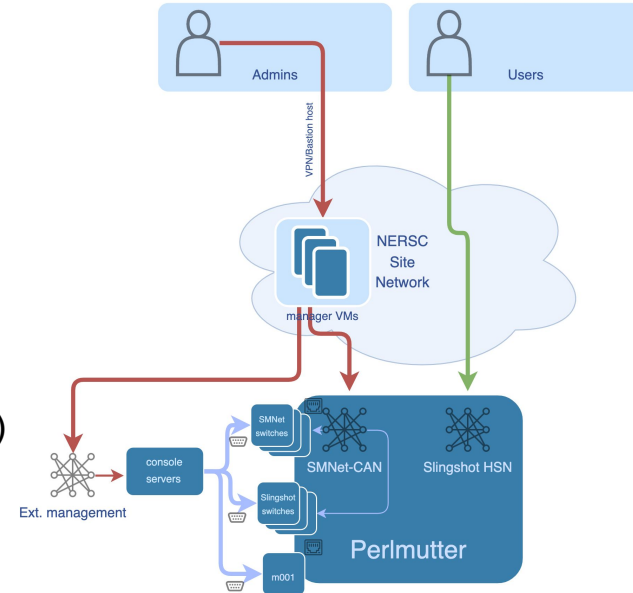 Admins
Users
VPN/Bastion host
NERSC
Site
Network
manager VMs
)
SMNet
switches
SMNet-CAN
Slingshot HSN
console
servers
Ext. management
Slingshot
switches
Perlmutter
m001